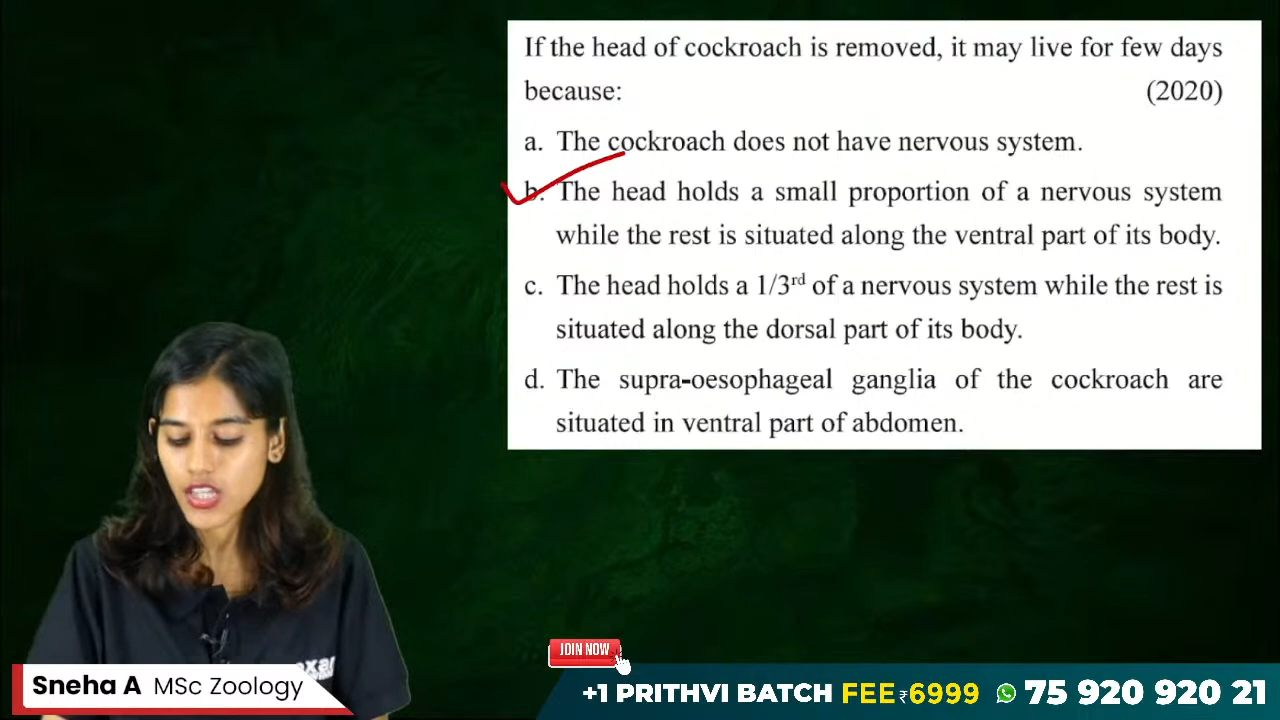 If the head of cockroach is removed, it may live for few days
because: (2020)
a. The cockroach does not have nervous system.
b. The head holds a small proportion of a nervous system
while the rest is situated along the ventral part of its body.
c. The head holds a 1/3rd of a nervous system while the rest is
situated along the dorsal part of its body.
d. The supra-oesophageal ganglia of the cockroach are
situated in ventral part of abdomen.
JOIN NOW
Sneha A MSc Zoology
+1 PRITHVI BATCH FEE ₹6999 75 920 920 21